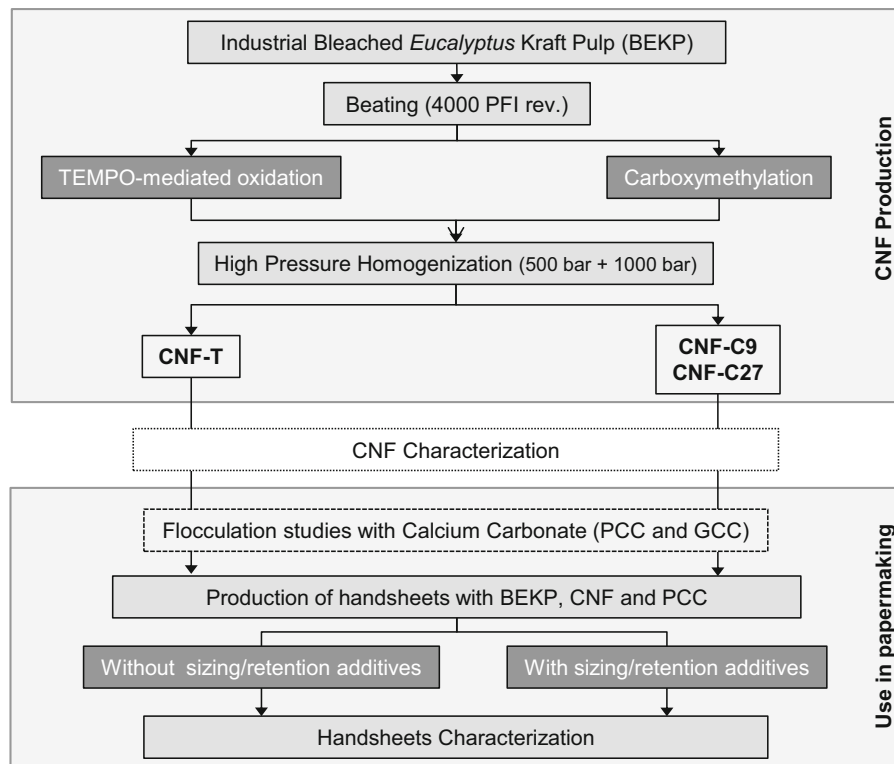 Industrial Bleached Eucalyptus Kraft Pulp (BEKP)
Beating (4000 PFI rev.)
TEMPO-mediated oxidation
Carboxymethylation
High Pressure Homogenization (500 bar + 1000 bar)
CNF-T
CNF-C9
CNF-C27
CNF Production
CNF Characterization
Flocculation studies with Calcium Carbonate (PCC and GCC)
Production of handsheets with BEKP, CNF and PCC
Without sizing/retention additives
With sizing/retention additives
Handsheets Characterization
Use in papermaking